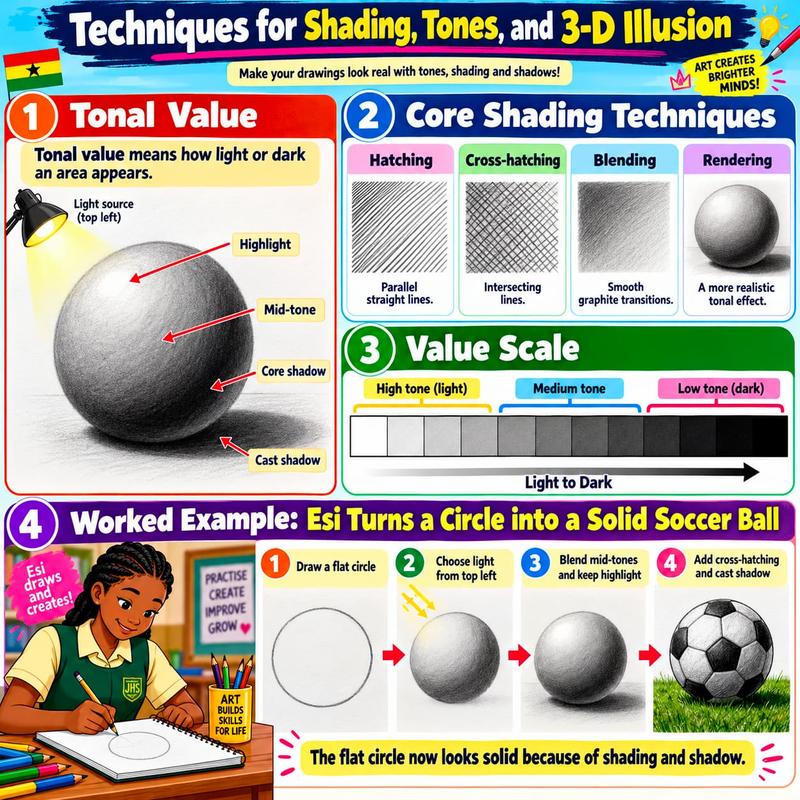 Techniques for Shading, Tones, and 3-D Illusion
Make your drawings look real with tones, shading and shadows!
ART CREATES
BRIGHTER
MINDS!
1 Tonal Value
Tonal value means how light or dark
an area appears.
Light source
(top left)
Highlight
Mid-tone
Core shadow
Cast shadow
2 Core Shading Techniques
Hatching
Parallel
straight lines.
Cross-hatching
Intersecting
lines.
Blending
Smooth
graphite transitions.
Rendering
A more realistic
tonal effect.
3 Value Scale
High tone (light)
Medium tone
Low tone (dark)
Light to Dark
4 Worked Example: Esi Turns a Circle into a Solid Soccer Ball
Esi
draws
and
creates!
PRACTISE
CREATE
IMPROVE
GROW
JHS
ART
BUILDS
SKILLS
FOR LIFE
1 Draw a flat circle
2 Choose light
from top left
3 Blend mid-tones
and keep highlight
4 Add cross-hatching
and cast shadow
The flat circle now looks solid because of shading and shadow.